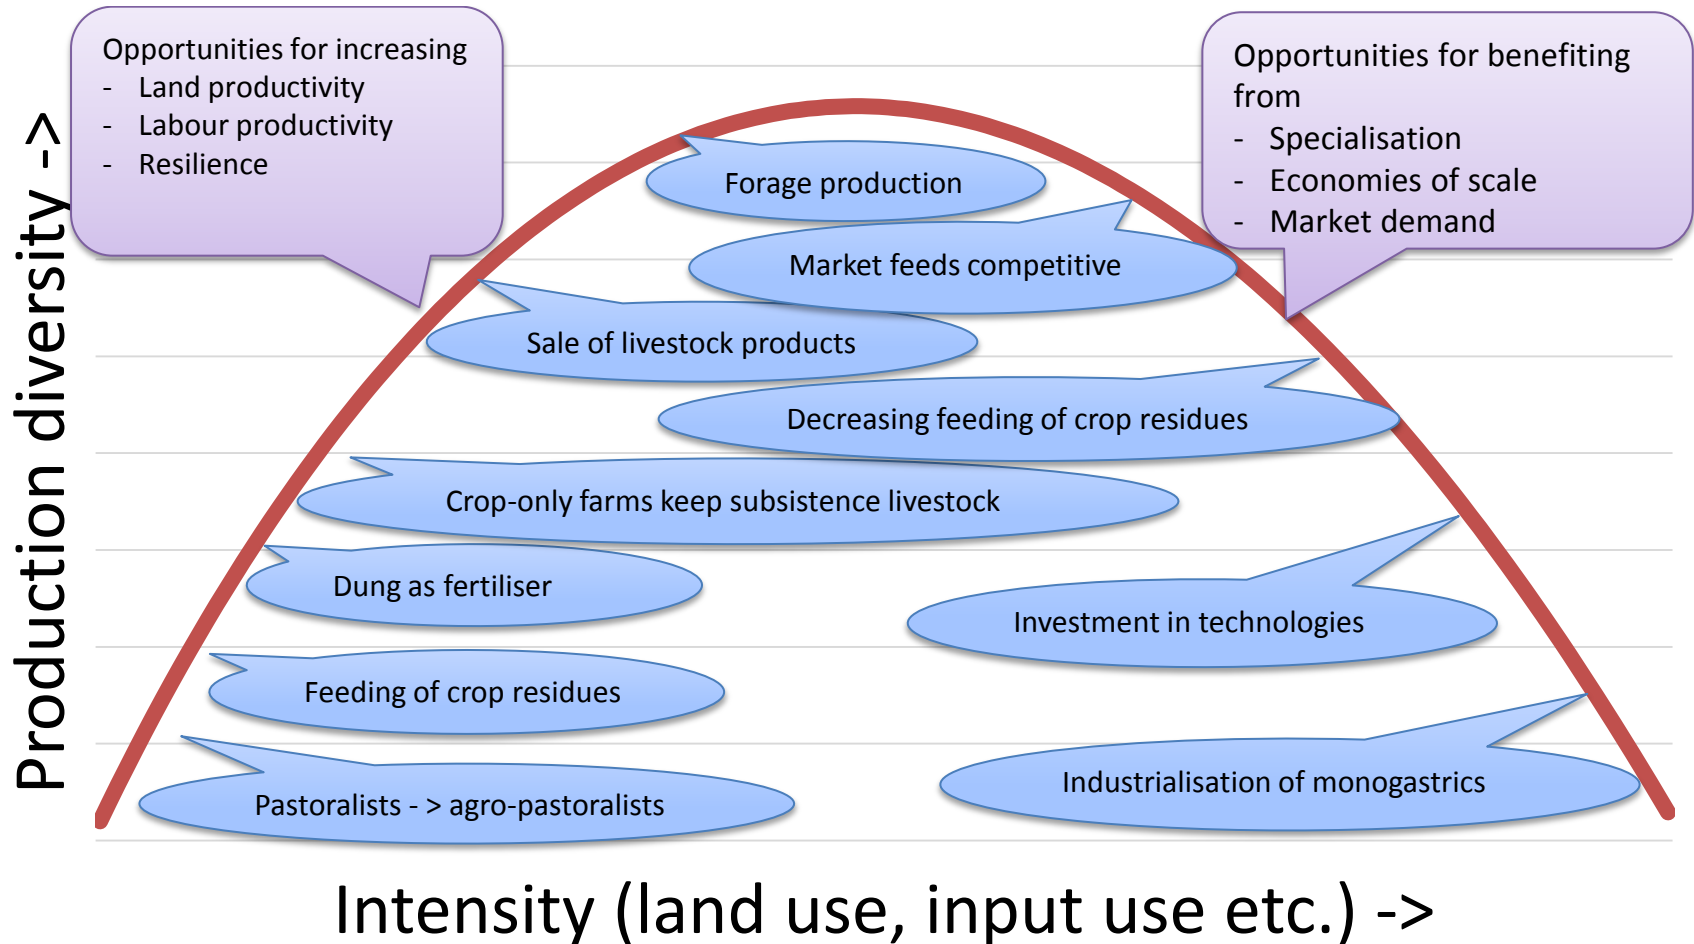 Opportunities for increasing
- Land productivity
- Labour productivity
- Resilience
Opportunities for benefiting
from
- Specialisation
- Economies of scale
- Market demand
Production diversity ->
Forage production
Market feeds competitive
Sale of livestock products
Decreasing feeding of crop residues
Crop-only farms keep subsistence livestock
Dung as fertiliser
Investment in technologies
Feeding of crop residues
Industrialisation of monogastrics
Pastoralists - > agro-pastoralists
Intensity (land use, input use etc.) ->